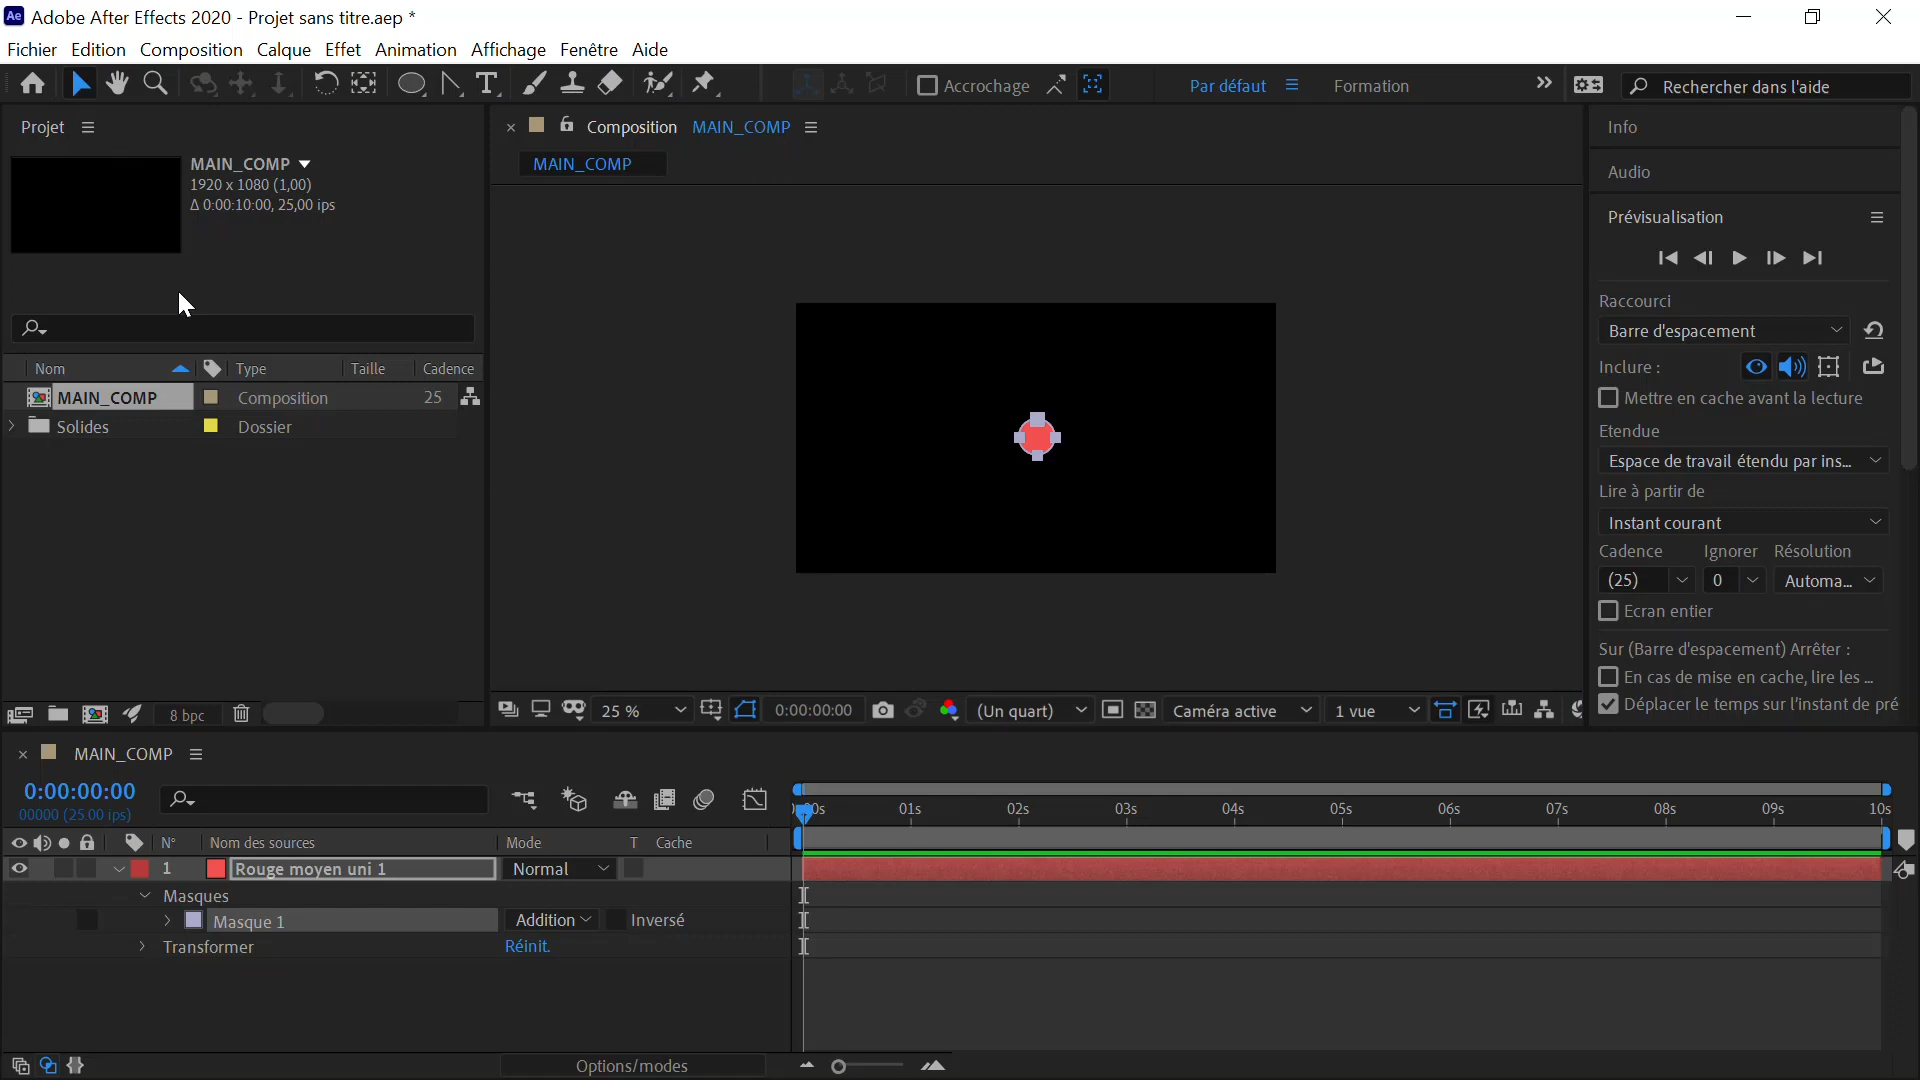 Ae Adobe After Effects 2020 - Projet sans titre.aep *
Fichier Edition Composition Calque Effet Animation Affichage Fenêtre Aide
Accrochage Par défaut Formation Rechercher dans l'aide
Projet
MAIN_COMP
1920 x 1080 (1,00)
Δ 0:00:10:00, 25,00 ips
Nom Type Taille Cadence
MAIN_COMP Composition 25
Solides Dossier
8 bpc
Composition MAIN_COMP
MAIN_COMP
25 % 0:00:00:00 (Un quart) Caméra active 1 vue
Info
Audio
Prévisualisation
Raccourci
Barre d'espacement
Inclure :
Mettre en cache avant la lecture
Etendue
Espace de travail étendu par ins...
Lire à partir de
Instant courant
Cadence Ignorer Résolution
(25) 0 Automa...
Ecran entier
Sur (Barre d'espacement) Arrêter :
En cas de mise en cache, lire les ...
Déplacer le temps sur l'instant de pré
MAIN_COMP
0:00:00:00
00000 (25.00 ips)
00s 01s 02s 03s 04s 05s 06s 07s 08s 09s 10s
N° Nom des sources Mode T Cache
1 Rouge moyen uni 1 Normal
Masques
Masque 1 Addition Inversé
Transformer Réinit.
Options/modes